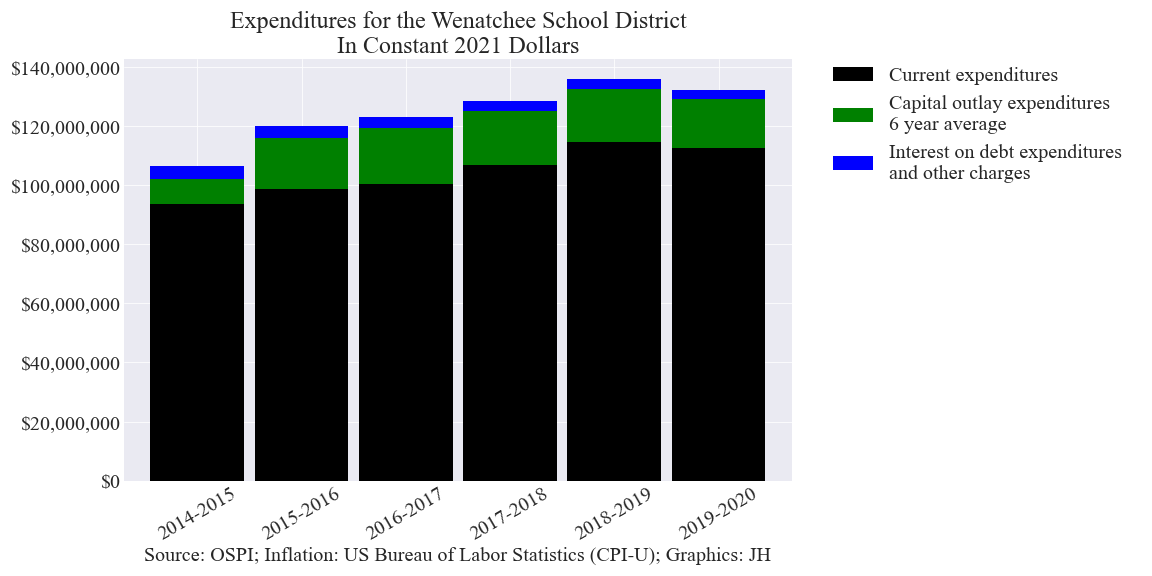 Expenditures for the Wenatchee School District
In Constant 2021 Dollars
$140,000,000
$120,000,000
$100,000,000
$80,000,000
$60,000,000
$40,000,000
$20,000,000
$0
2014-2015
2015-2016
2016-2017
2017-2018
2018-2019
2019-2020
Source: OSPI; Inflation: US Bureau of Labor Statistics (CPI-U); Graphics: JH
Current expenditures
Capital outlay expenditures
6 year average
Interest on debt expenditures
and other charges